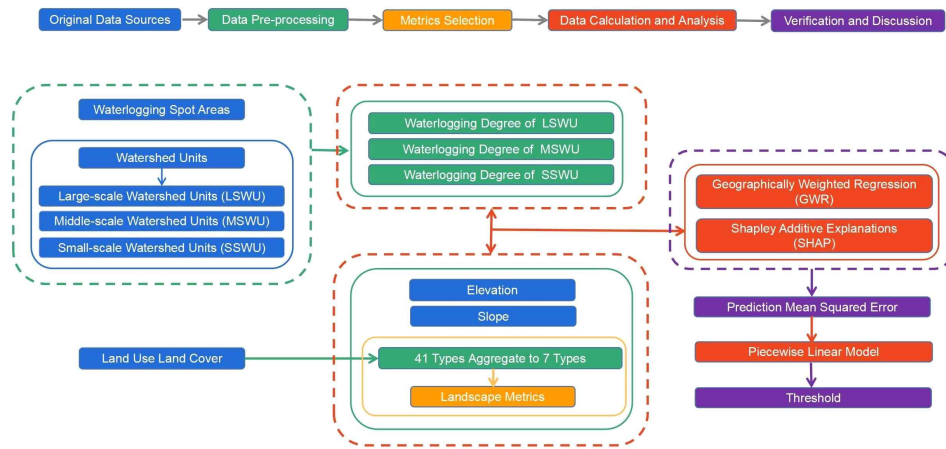 Original Data Sources
Data Pre-processing
Metrics Selection
Data Calculation and Analysis
Verification and Discussion
Waterlogging Spot Areas
Watershed Units
Large-scale Watershed Units (LSWU)
Middle-scale Watershed Units (MSWU)
Small-scale Watershed Units (SSWU)
Waterlogging Degree of LSWU
Waterlogging Degree of MSWU
Waterlogging Degree of SSWU
Geographically Weighted Regression
(GWR)
Shapley Additive Explanations
(SHAP)
Elevation
Slope
Land Use Land Cover
41 Types Aggregate to 7 Types
Landscape Metrics
Prediction Mean Squared Error
Piecewise Linear Model
Threshold